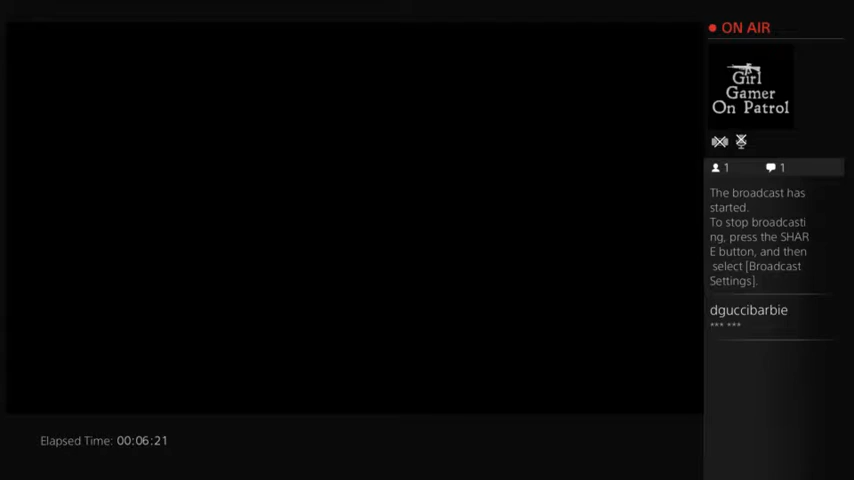 ON AIR
Girl
Gamer
On Patrol
1 1
The broadcast has
started.
To stop broadcasti
ng, press the SHAR
E button, and then
select [Broadcast
Settings].
dguccibarbie
*** ***
Elapsed Time: 00:06:21